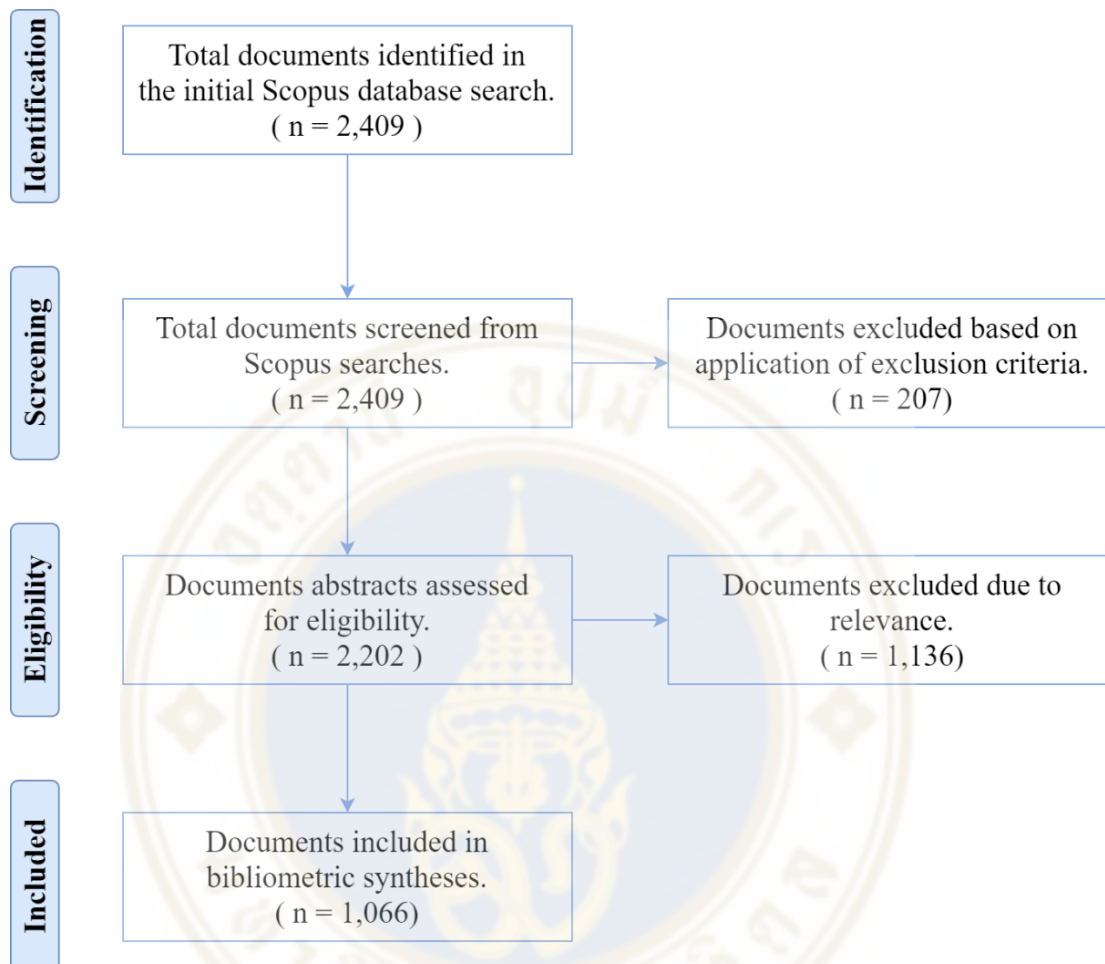 Identification
Total documents identified in
the initial Scopus database search.
( n = 2,409 )
Screening
Total documents screened from
Scopus searches.
( n = 2,409 )
Documents excluded based on
application of exclusion criteria.
( n = 207)
Eligibility
Documents abstracts assessed
for eligibility.
( n = 2,202 )
Documents excluded due to
relevance.
( n = 1,136)
Included
Documents included in
bibliometric syntheses.
( n = 1,066)